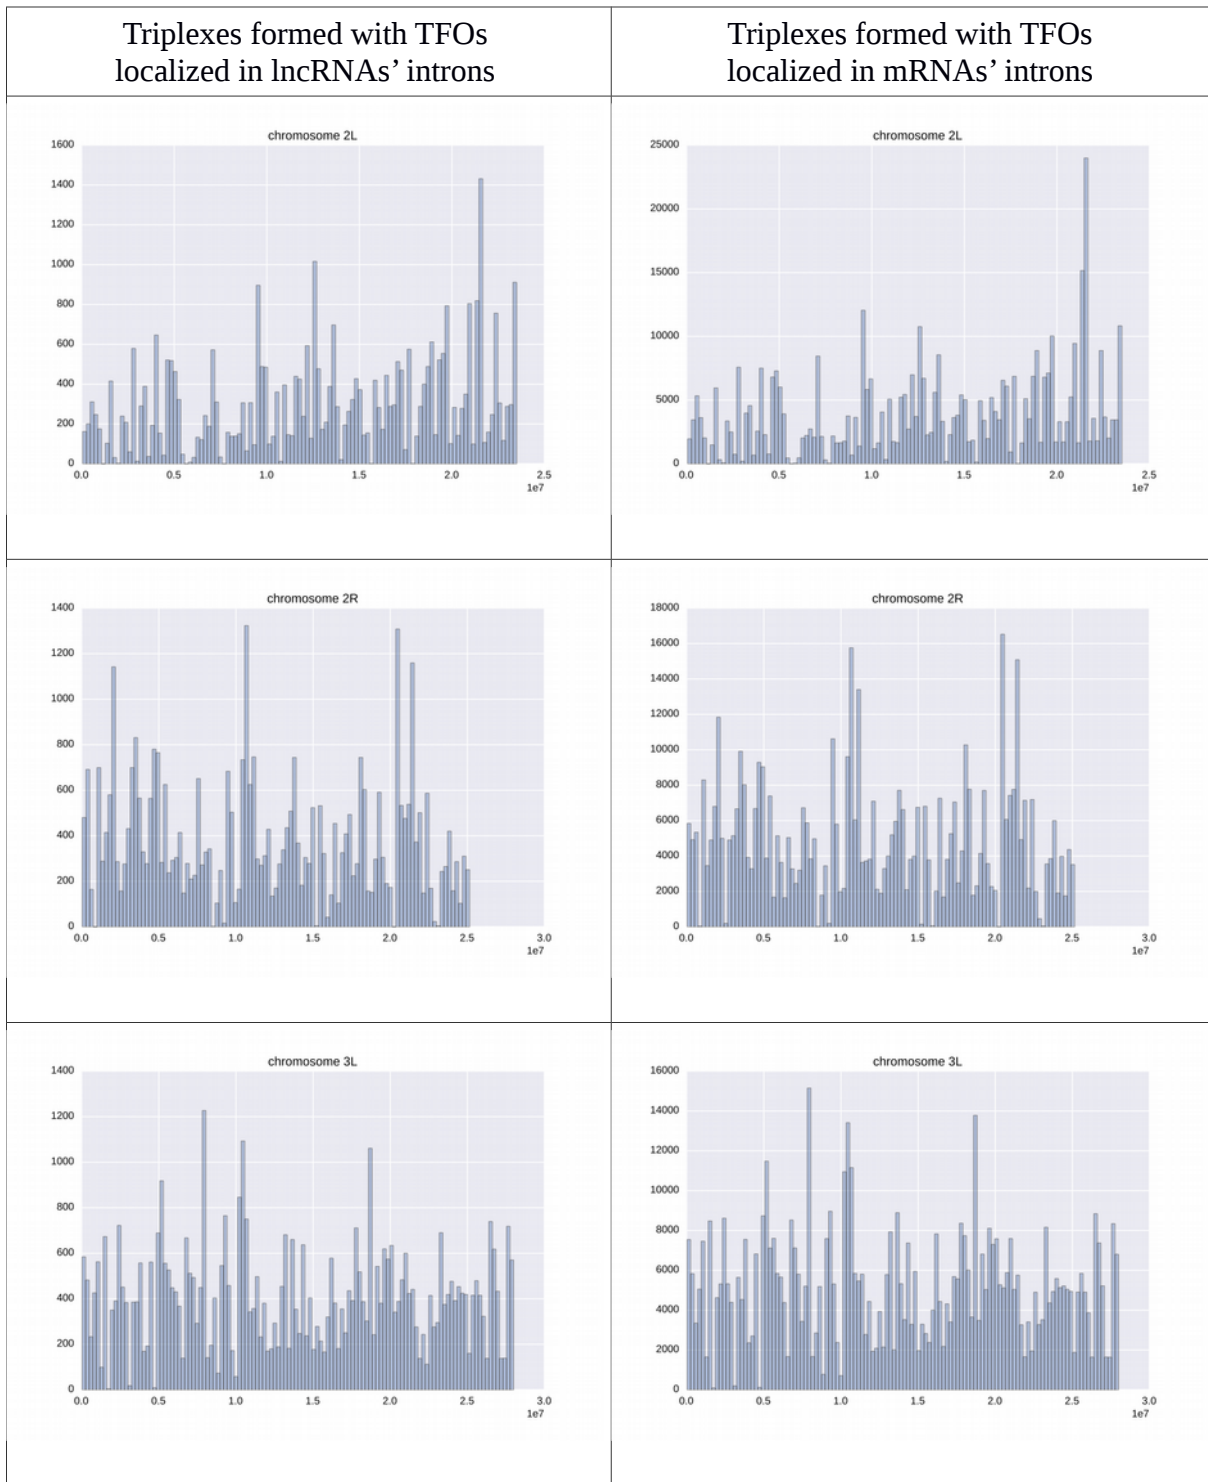 Triplexes formed with TFOs
localized in lncRNAs’ introns
Triplexes formed with TFOs
localized in mRNAs’ introns
chromosome 2L
1600
1400
1200
1000
800
600
400
200
0
0.0 0.5 1.0 1.5 2.0 2.5
1e7
chromosome 2L
25000
20000
15000
10000
5000
0
0.0 0.5 1.0 1.5 2.0 2.5
1e7
chromosome 2R
1400
1200
1000
800
600
400
200
0
0.0 0.5 1.0 1.5 2.0 2.5 3.0
1e7
chromosome 2R
18000
16000
14000
12000
10000
8000
6000
4000
2000
0
0.0 0.5 1.0 1.5 2.0 2.5 3.0
1e7
chromosome 3L
1400
1200
1000
800
600
400
200
0
0.0 0.5 1.0 1.5 2.0 2.5 3.0
1e7
chromosome 3L
16000
14000
12000
10000
8000
6000
4000
2000
0
0.0 0.5 1.0 1.5 2.0 2.5 3.0
1e7